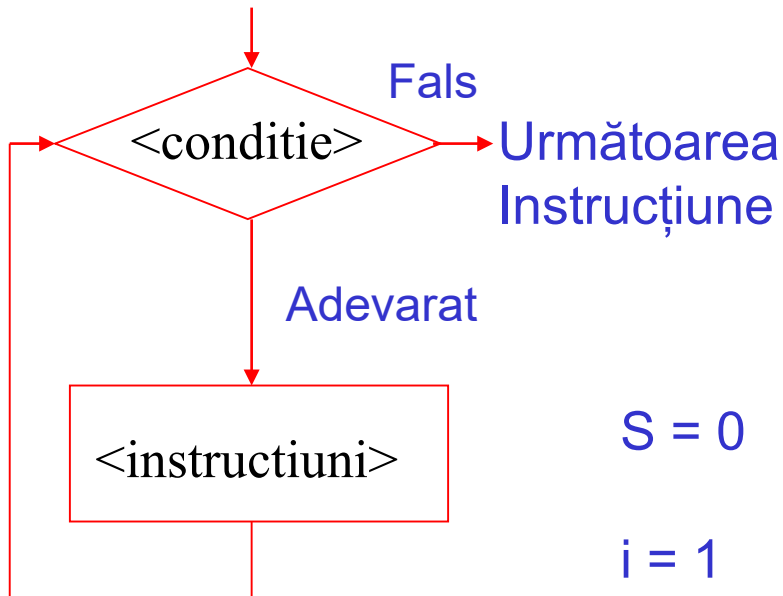 Fals
<conditie>
Următoarea
Instrucțiune
Adevarat
<instructiuni>
S = 0
i = 1